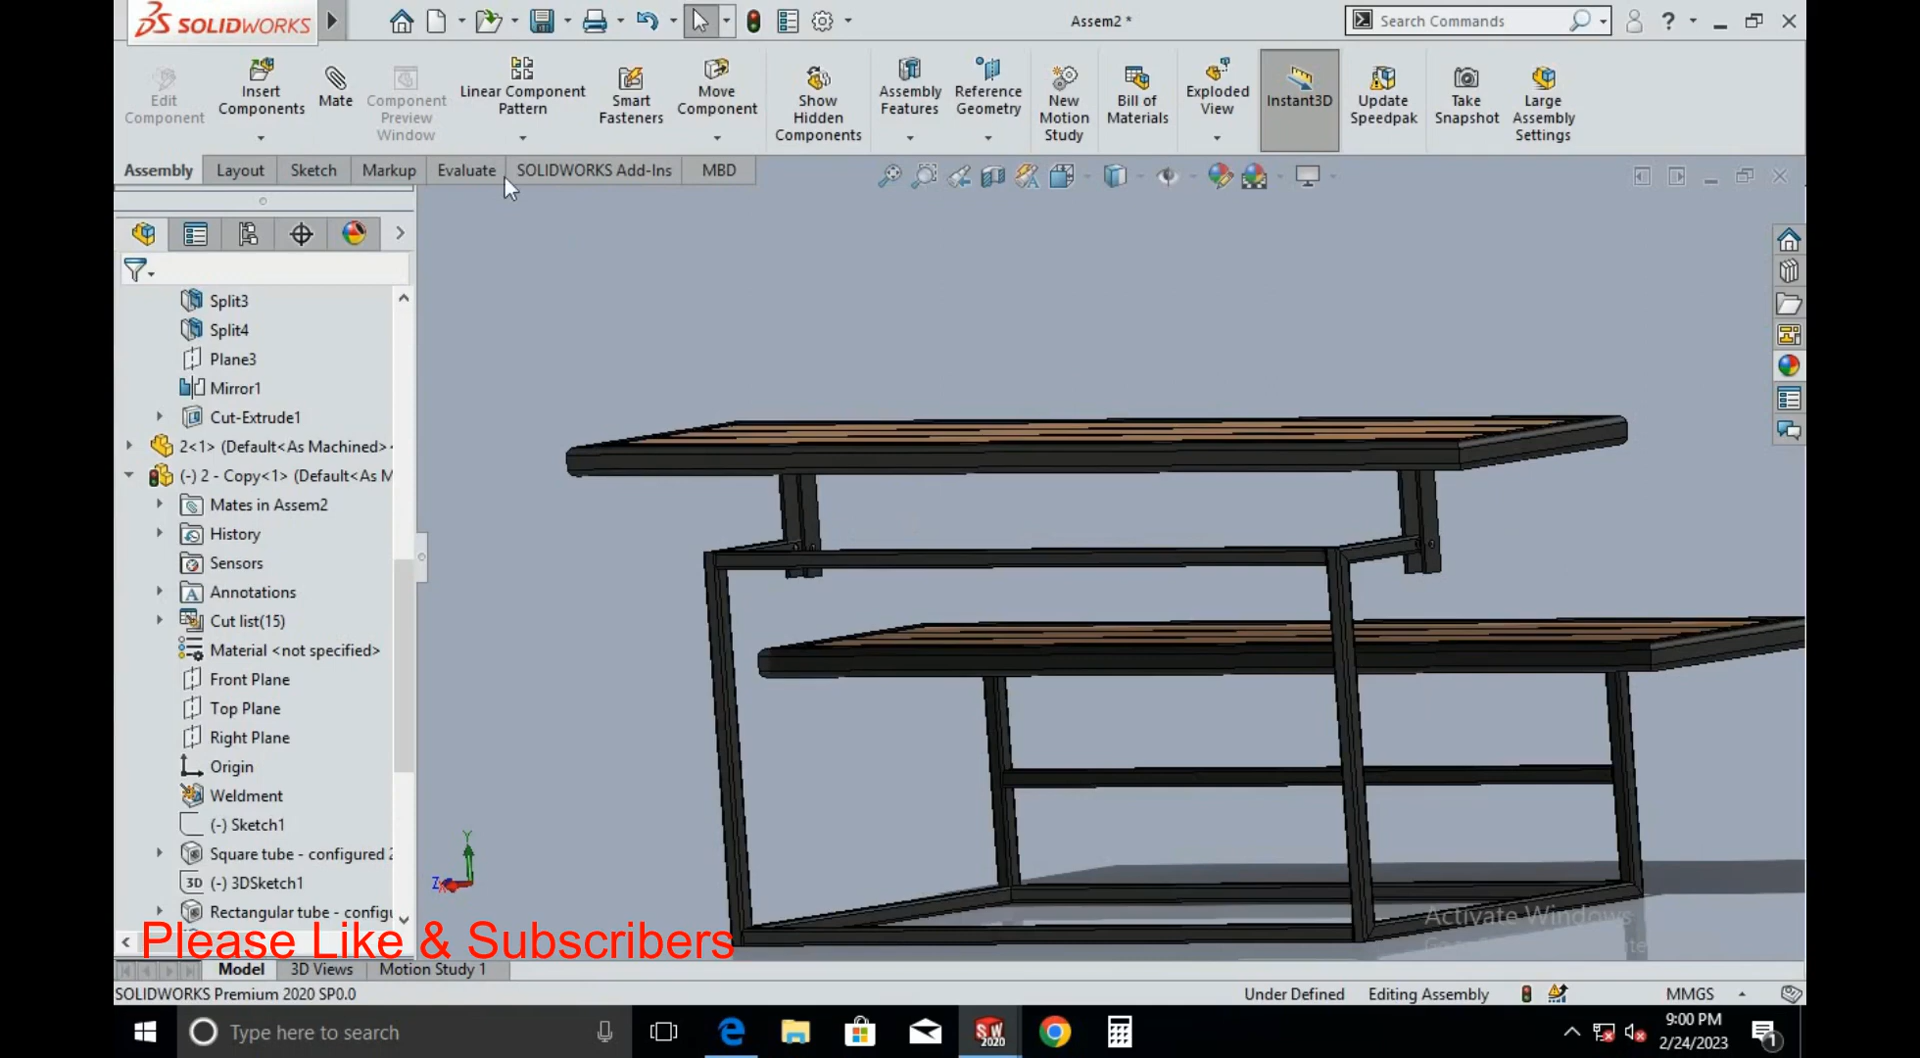 SOLIDWORKS
Assem2 *
Search Commands
Edit Component
Insert Components
Mate
Component Preview Window
Linear Component Pattern
Smart Fasteners
Move Component
Show Hidden Components
Assembly Features
Reference Geometry
New Motion Study
Bill of Materials
Exploded View
Instant3D
Update Speedpak
Take Snapshot
Large Assembly Settings
Assembly
Layout
Sketch
Markup
Evaluate
SOLIDWORKS Add-Ins
MBD
Split3
Split4
Plane3
Mirror1
Cut-Extrude1
2<1> (Default<As Machined>
(-) 2 - Copy<1> (Default<As M
Mates in Assem2
History
Sensors
Annotations
Cut list(15)
Material <not specified>
Front Plane
Top Plane
Right Plane
Origin
Weldment
(-) Sketch1
Square tube - configured 2
3D (-) 3DSketch1
Rectangular tube - configu
Y
Z
Activate Windows
Please Like & Subscribers
Model
3D Views
Motion Study 1
SOLIDWORKS Premium 2020 SP0.0
Under Defined
Editing Assembly
MMGS
Type here to search
SW
2020
9:00 PM
2/24/2023
1